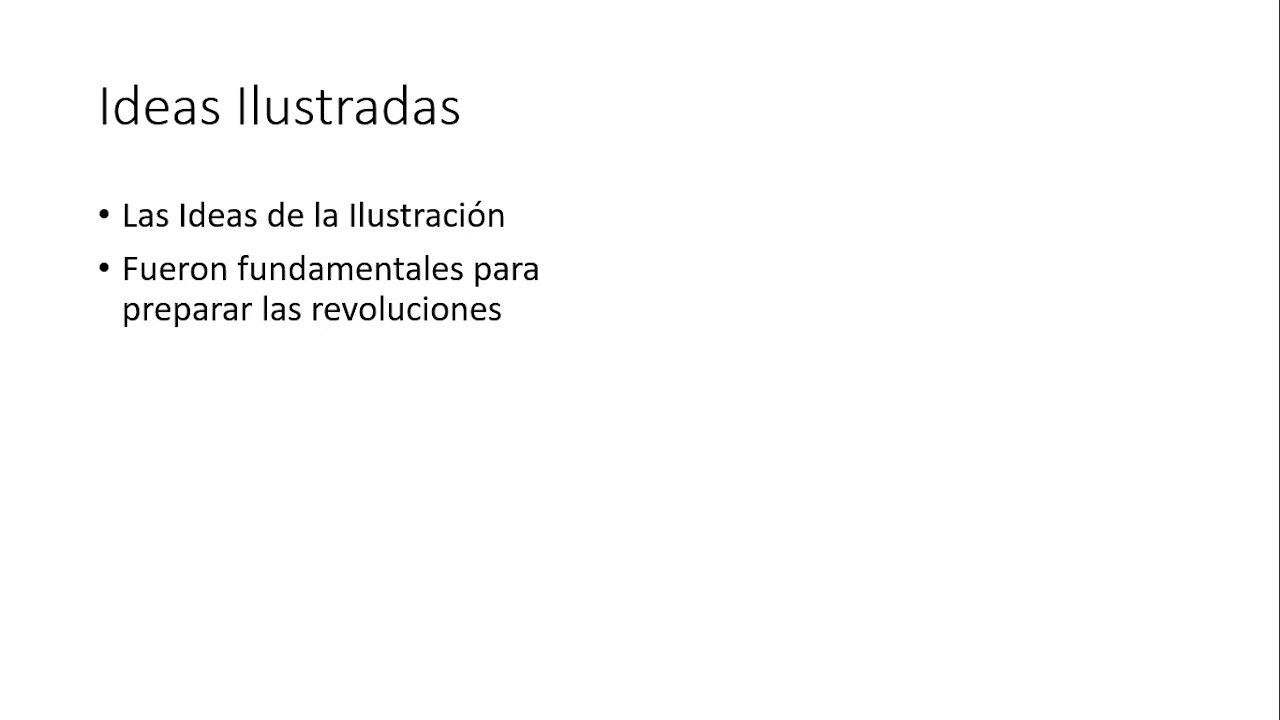 Ideas Ilustradas
• Las Ideas de la Ilustración
• Fueron fundamentales para
preparar las revoluciones